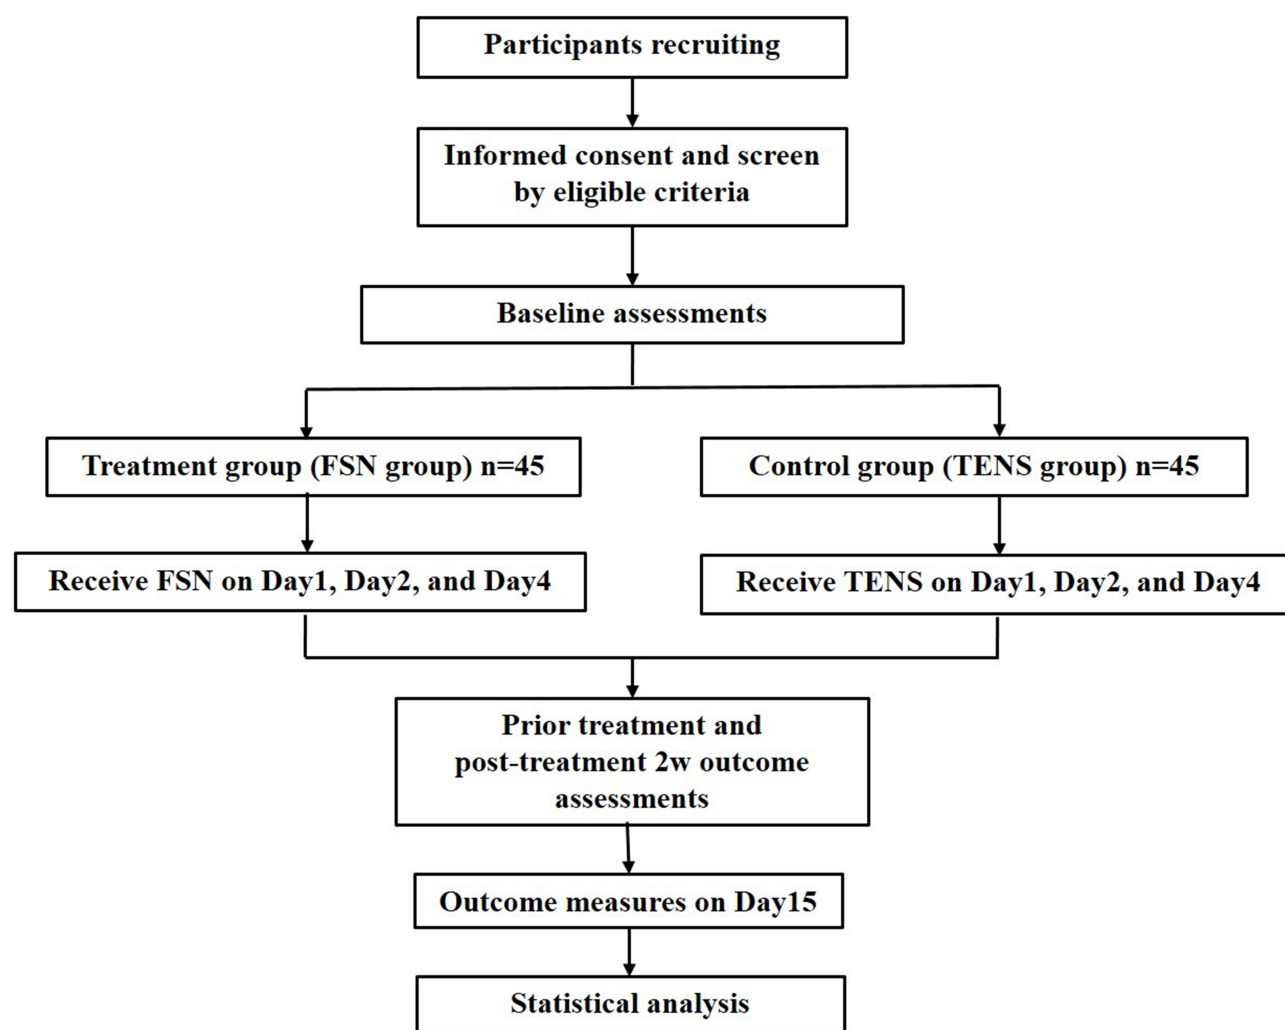 Participants recruiting
Informed consent and screen
by eligible criteria
Baseline assessments
Treatment group (FSN group) n=45
Control group (TENS group) n=45
Receive FSN on Day1, Day2, and Day4
Receive TENS on Day1, Day2, and Day4
Prior treatment and
post-treatment 2w outcome
assessments
Outcome measures on Day15
Statistical analysis